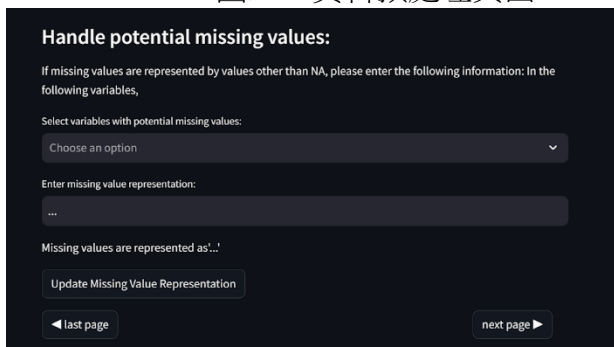 Handle potential missing values:
If missing values are represented by values other than NA, please enter the following information: In the
following variables,
Select variables with potential missing values:
Choose an option
Enter missing value representation:
...
Missing values are represented as'...'
Update Missing Value Representation
◀ last page
next page ▶